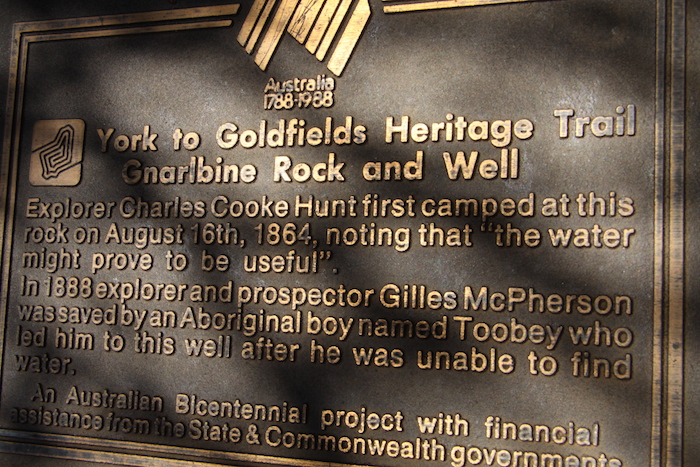 Australia
1788-1988
York to Goldfields Heritage Trail
Gnarlbine Rock and Well
Explorer Charles Cooke Hunt first camped at this
rock on August 16th, 1864, noting that "the water
might prove to be useful".
In 1888 explorer and prospector Gilles McPherson
was saved by an Aboriginal boy named Toobey who
led him to this well after he was unable to find
water.
An Australian Bicentennial project with financial
assistance from the State & Commonwealth governments